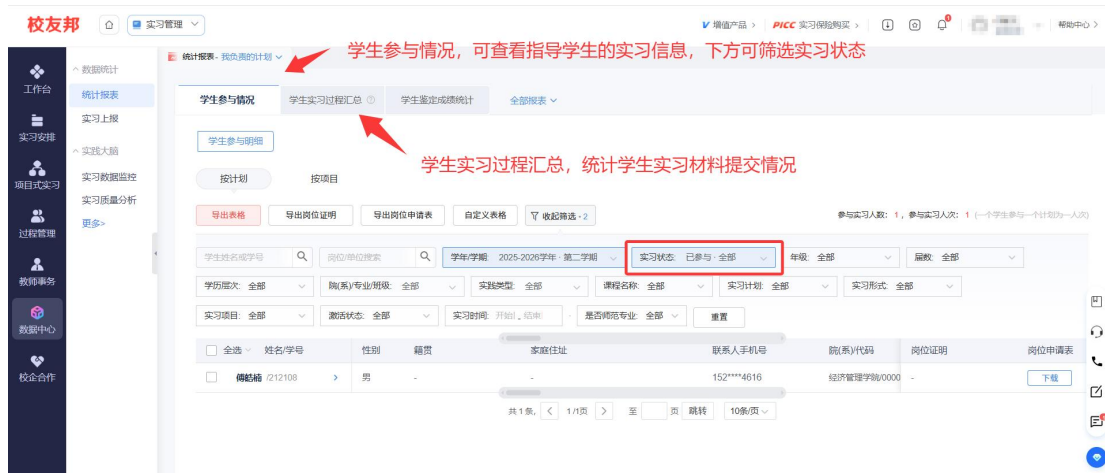 校友邦 实习管理 增值产品 > PICC 实习保险购买 > 帮助中心 >
统计报表- 我负责的计划
学生参与情况，可查看指导学生的实习信息，下方可筛选实习状态
工作台
实习安排
项目式实习
过程管理
教师事务
数据中心
校企合作
数据统计
统计报表
实习上报
实践大脑
实习数据监控
实习质量分析
更多>
学生参与情况 学生实习过程汇总 学生鉴定成绩统计 全部报表
学生参与明细
学生实习过程汇总，统计学生实习材料提交情况
按计划 按项目
导出表格 导出岗位证明 导出岗位申请表 自定义表格 收起筛选 · 2 参与实习人数：1，参与实习人次：1 (一个学生参与一个计划为一人次)
学生姓名或学号 岗位/单位搜索 学年/学期: 2025-2026学年 · 第二学期 实习状态: 已参与 · 全部 年级: 全部 届数: 全部
学历层次: 全部 院(系)/专业/班级: 全部 实践类型: 全部 课程名称: 全部 实习计划: 全部 实习形式: 全部
实习项目: 全部 激活状态: 全部 实习时间: 开始 - 结束 是否师范专业: 全部 重置
全选 姓名/学号 性别 籍贯 家庭住址 联系人手机号 院(系)/代码 岗位证明 岗位申请表
傅皓楠 /212108 > 男 - - 152****4616 经济管理学院/0000 - 下载
共 1 条, < 1 /1页 > 至 页 跳转 10条/页